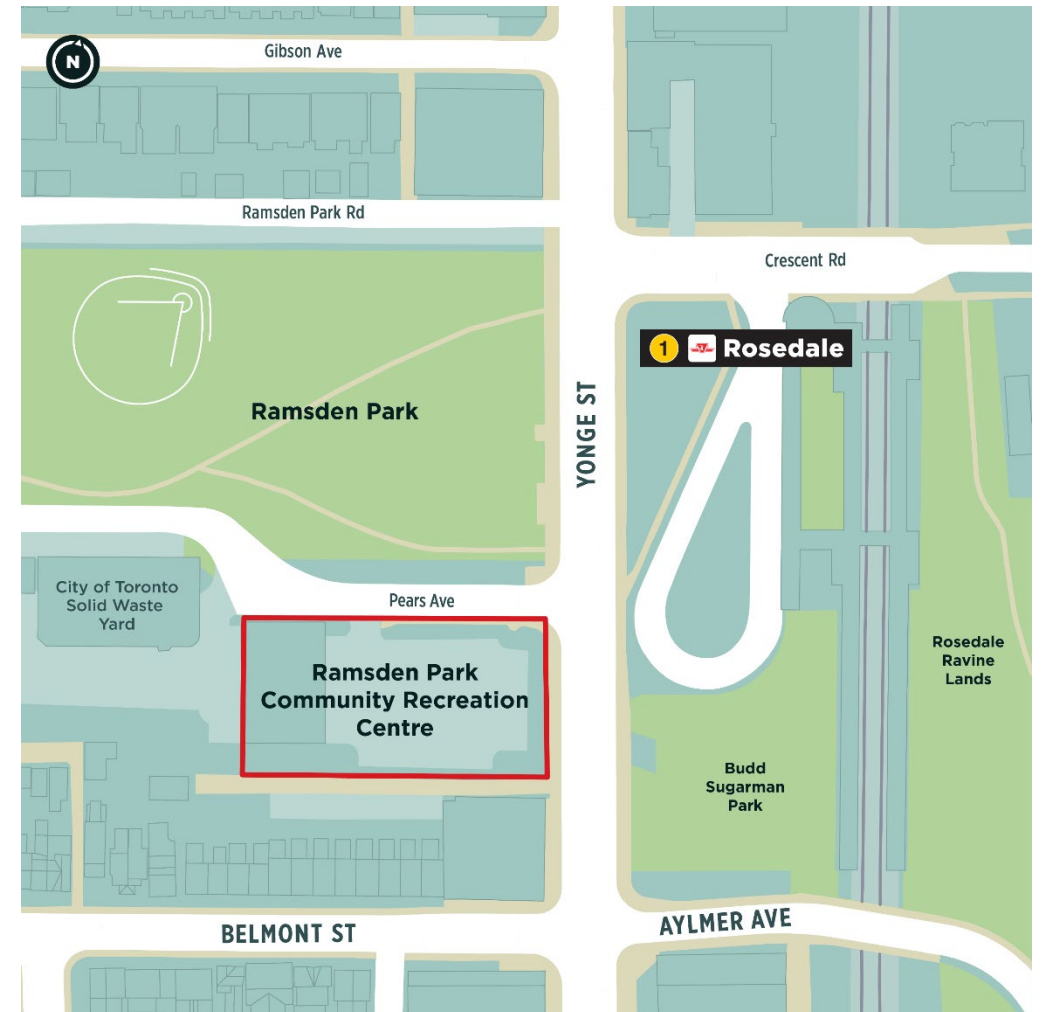 N
Gibson Ave
Ramsden Park Rd
Crescent Rd
1 Rosedale
Ramsden Park
YONGE ST
City of Toronto
Solid Waste
Yard
Pears Ave
Ramsden Park
Community Recreation
Centre
Rosedale
Ravine
Lands
Budd
Sugarman
Park
AYLMER AVE
BELMONT ST